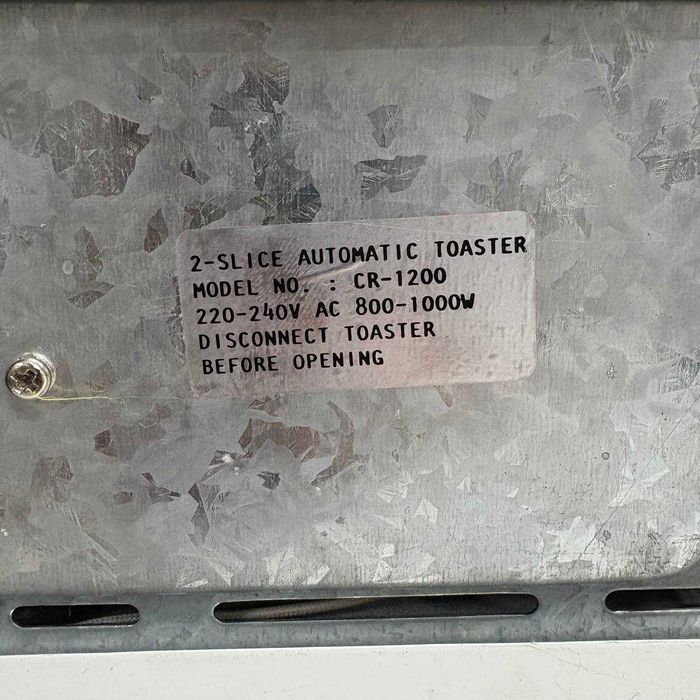 2-SLICE AUTOMATIC TOASTER
MODEL NO. : CR-1200
220-240V AC 800-1000W
DISCONNECT TOASTER
BEFORE OPENING